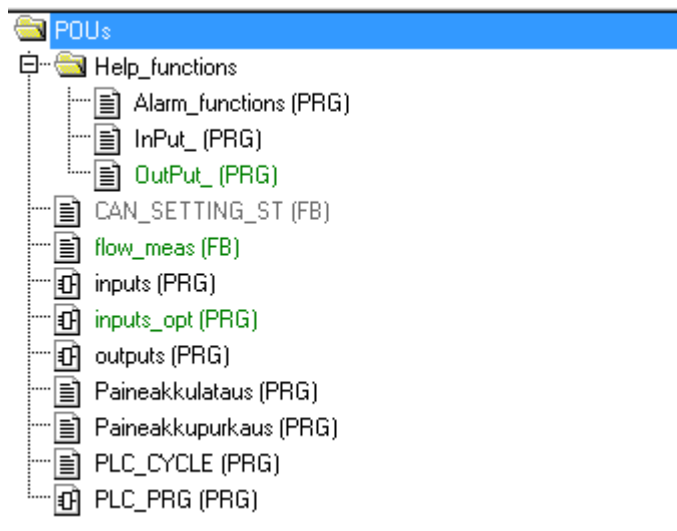 POUs
Help_functions
Alarm_functions (PRG)
InPut_ (PRG)
OutPut_ (PRG)
CAN_SETTING_ST (FB)
flow_meas (FB)
inputs (PRG)
inputs_opt (PRG)
outputs (PRG)
Paineakkulataus (PRG)
Paineakkupurkaus (PRG)
PLC_CYCLE (PRG)
PLC_PRG (PRG)